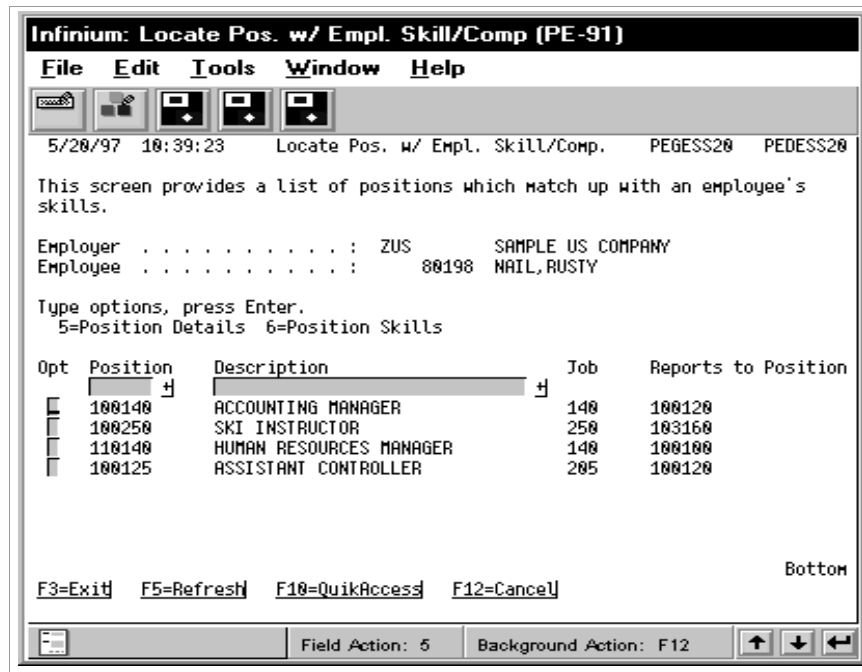 Infinium: Locate Pos. w/ Empl. Skill/Comp (PE-91)
File Edit Tools Window Help
5/20/97 10:39:23 Locate Pos. w/ Empl. Skill/Comp. PEGESS20 PEDESS20
This screen provides a list of positions which match up with an employee's
skills.
Employer . . . . . . . . . . . : ZUS SAMPLE US COMPANY
Employee . . . . . . . . . . . : 80198 NAIL,RUSTY
Type options, press Enter.
5=Position Details 6=Position Skills
Opt Position Description Job Reports to Position
+ +
100140 ACCOUNTING MANAGER 140 100120
100250 SKI INSTRUCTOR 250 103160
110140 HUMAN RESOURCES MANAGER 140 100100
100125 ASSISTANT CONTROLLER 205 100120
Bottom
F3=Exit F5=Refresh F10=QuikAccess F12=Cancel
Field Action: 5 Background Action: F12